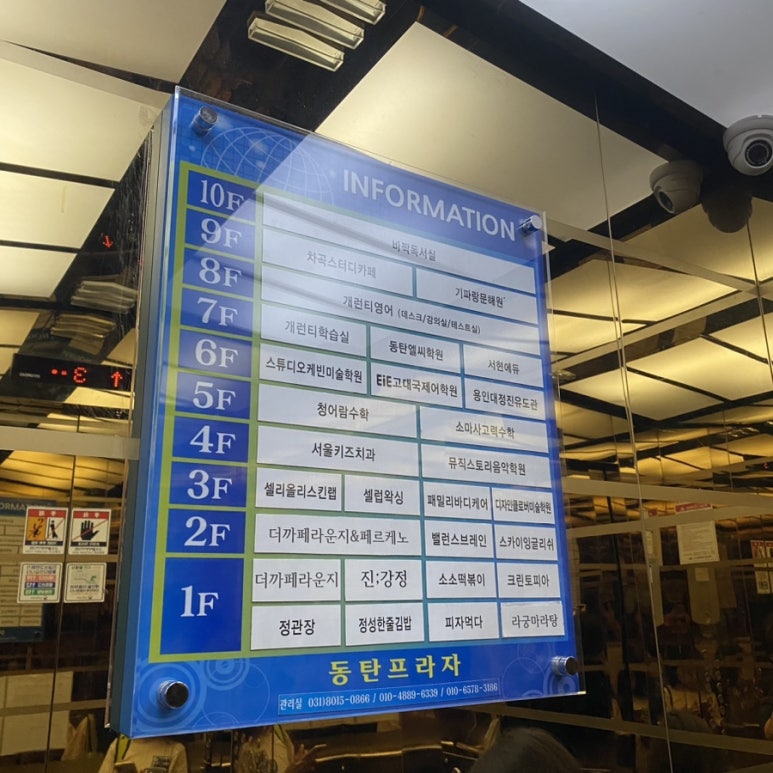 INFORMATION
10F 바짝독서실
9F 차곡스터디카페 기파랑문해원
8F 개런티영어 (데스크/강의실/테스트실)
7F 개런티학습실 동탄엘씨학원 서현에듀
6F 스튜디오케빈미술학원 EiE고대국제어학원 용인대정진유도관
5F 청어람수학 소마사고력수학
4F 서울키즈치과 뮤직스토리음악학원
3F 셀리올리스킨랩 셀럽왁싱 패밀리바디케어 디자인클로버미술학원
2F 더까페라운지&페르케노 밸런스브레인 스카이잉글리쉬
1F 더까페라운지 진;강정 소소떡볶이 크린토피아
정관장 정성한줄김밥 피자먹다 라궁마라탕
동탄프라자
관리실 031)8015-0866 / 010-4889-6339 / 010-6578-3186